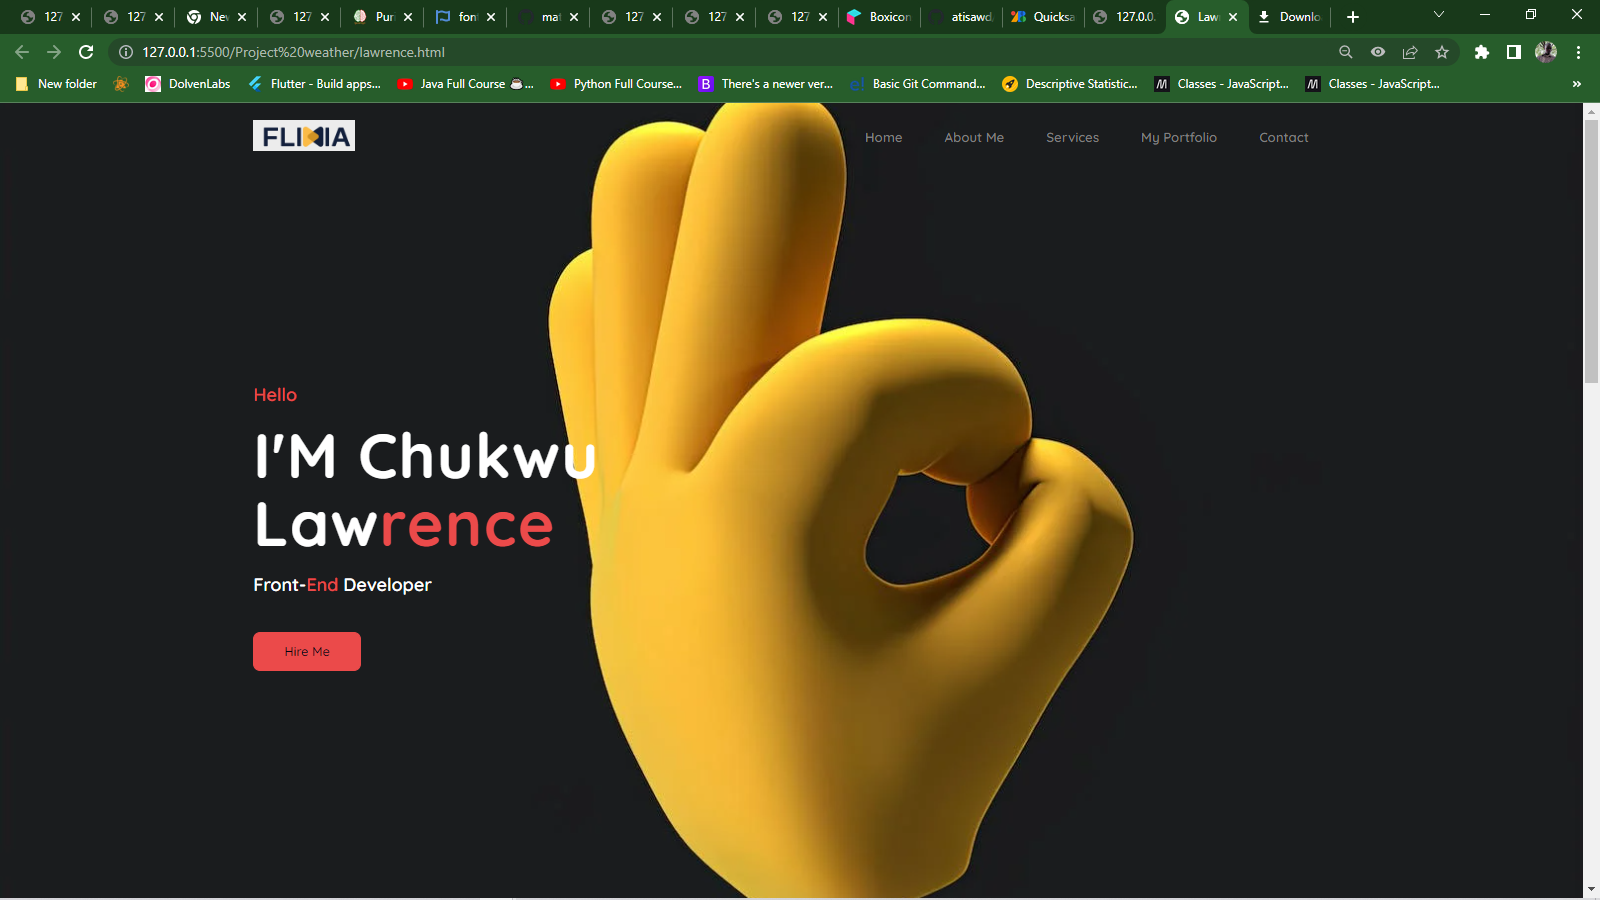 127
127
Nev
127
Pur
fon
mat
127
127
127
Boxicon
atisawd
Quicksa
127.0.0.
Law
Downlo
127.0.0.1:5500/Project%20weather/lawrence.html
New folder
DolvenLabs
Flutter - Build apps...
Java Full Course ☕...
Python Full Course...
B
There's a newer ver...
Basic Git Command...
Descriptive Statistic...
M
Classes - JavaScript...
M
Classes - JavaScript...
»
FLIXIA
Home
About Me
Services
My Portfolio
Contact
Hello
I'M Chukwu
Lawrence
Front-End Developer
Hire Me